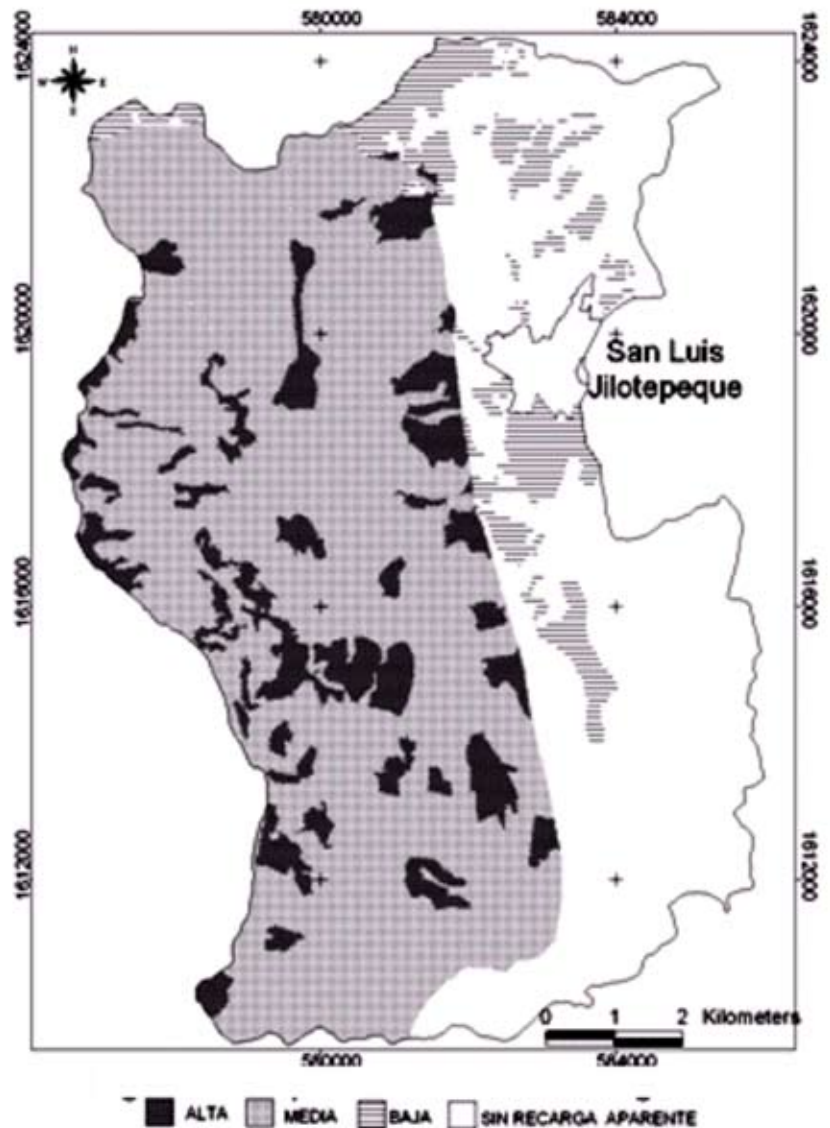 580000 584000
1624000 1624000
N
W E
S
1620000 1620000
San Luis
Jilotepeque
1616000 1616000
1612000 1612000
0 1 2 Kilometers
580000 584000
ALTA MEDIA BAJA SIN RECARGA APARENTE